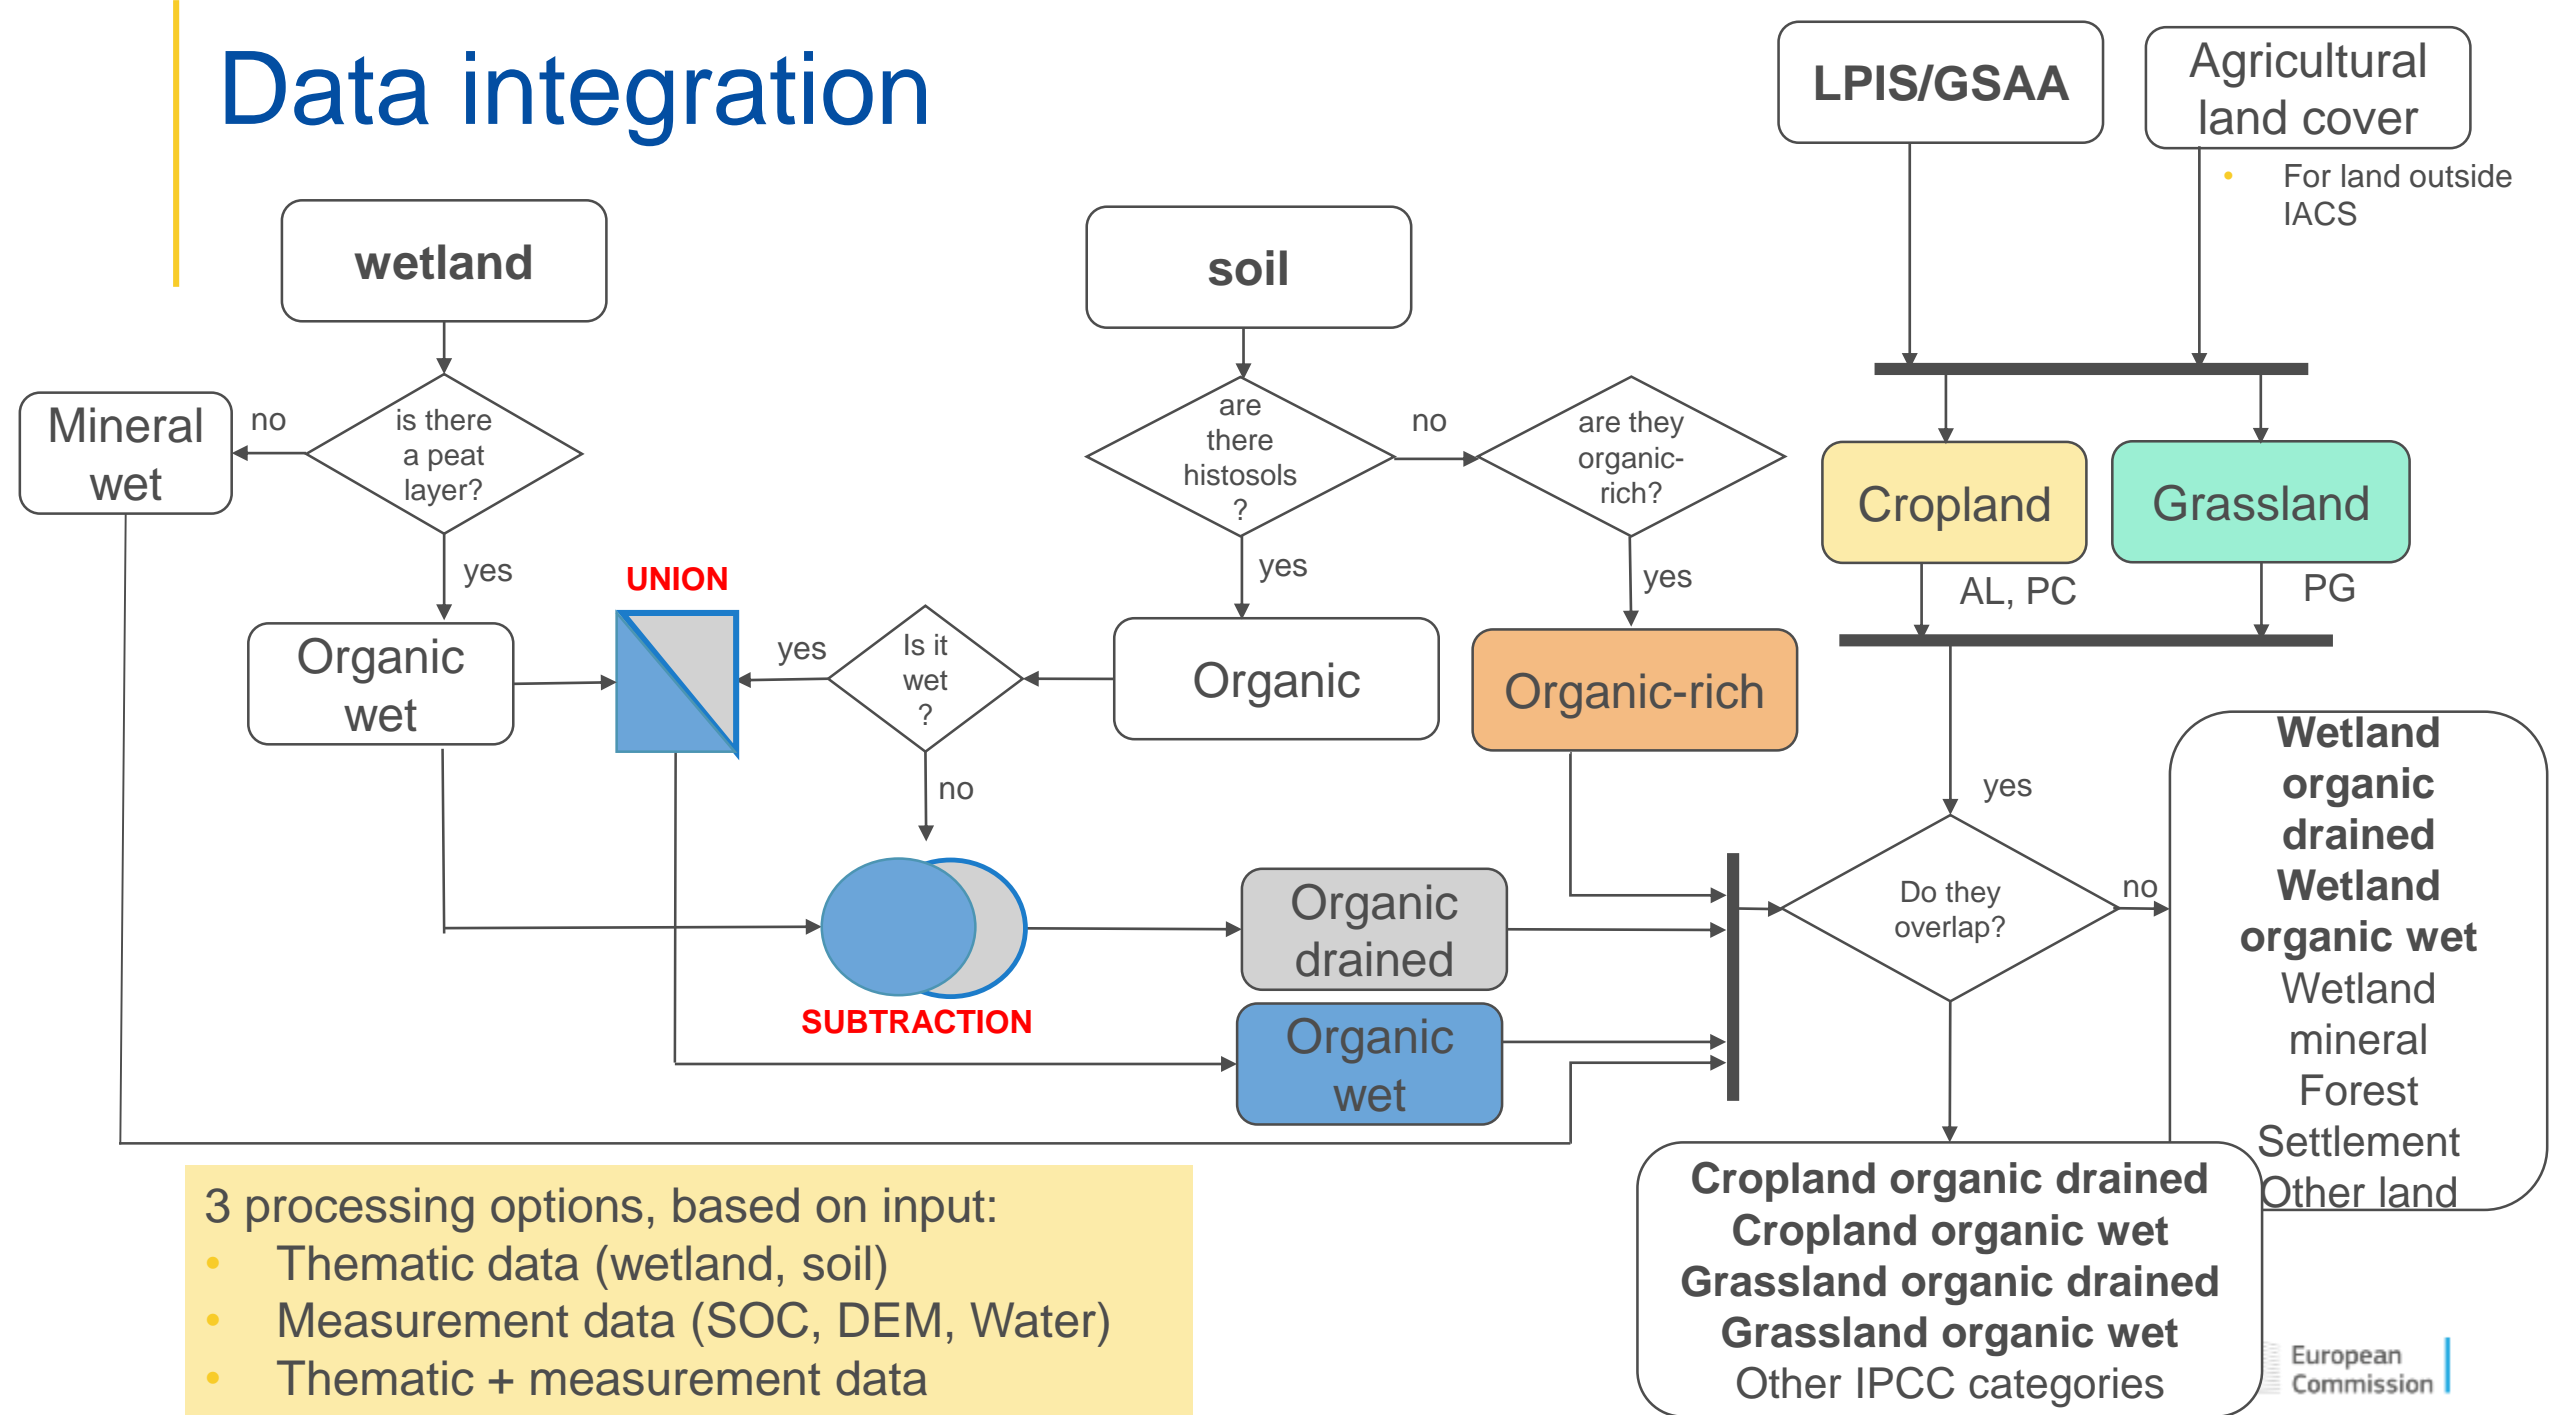 Data integration
LPIS/GSAA
Agricultural
land cover
• For land outside
IACS
wetland
soil
Mineral
wet
no
is there
a peat
layer?
yes
are
there
histosols
?
no
are they
organic-
rich?
yes
yes
Cropland
Grassland
AL, PC
PG
UNION
Organic
wet
yes
Is it
wet
?
no
Organic
Organic-rich
SUBTRACTION
Organic
drained
Organic
wet
yes
Do they
overlap?
no
Wetland
organic
drained
Wetland
organic wet
Wetland
mineral
Forest
Settlement
Other land
Cropland organic drained
Cropland organic wet
Grassland organic drained
Grassland organic wet
Other IPCC categories
3 processing options, based on input:
• Thematic data (wetland, soil)
• Measurement data (SOC, DEM, Water)
• Thematic + measurement data
European
Commission